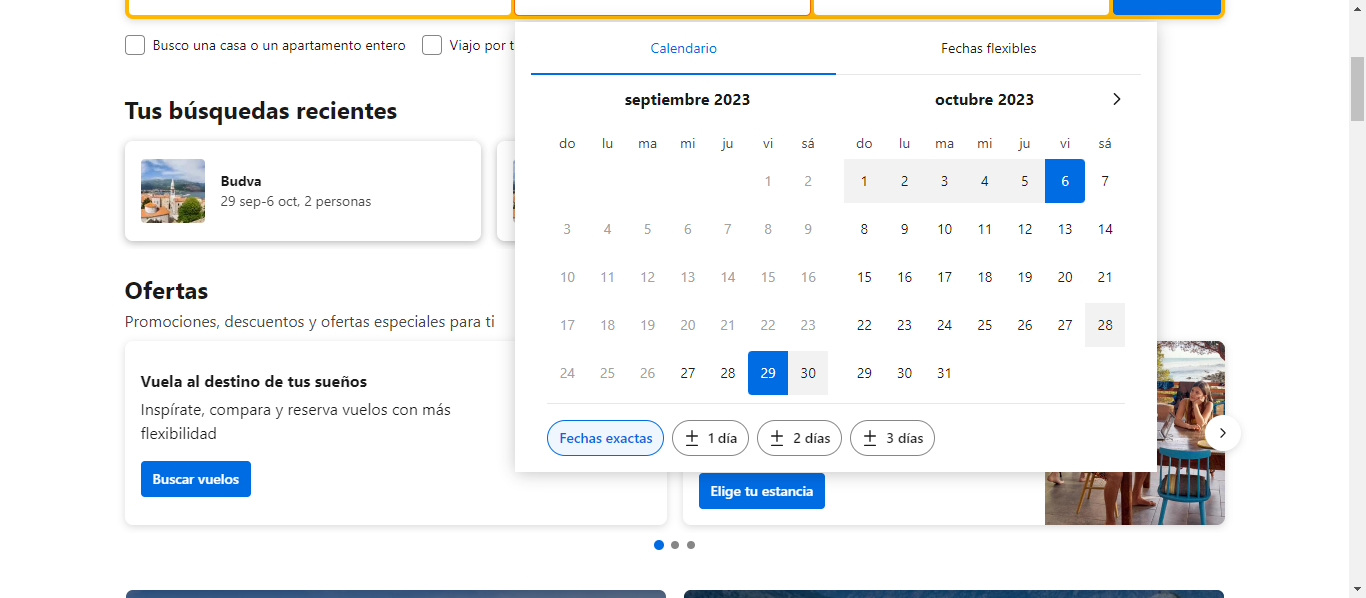 Busco una casa o un apartamento entero
Viajo por t
Calendario
Fechas flexibles
septiembre 2023
octubre 2023
do lu ma mi ju vi sá
do lu ma mi ju vi sá
1 2
1 2 3 4 5 6 7
3 4 5 6 7 8 9
8 9 10 11 12 13 14
10 11 12 13 14 15 16
15 16 17 18 19 20 21
17 18 19 20 21 22 23
22 23 24 25 26 27 28
24 25 26 27 28 29 30
29 30 31
Fechas exactas
± 1 día
± 2 días
± 3 días
Tus búsquedas recientes
Budva
29 sep-6 oct, 2 personas
Ofertas
Promociones, descuentos y ofertas especiales para ti
Vuela al destino de tus sueños
Inspírate, compara y reserva vuelos con más
flexibilidad
Buscar vuelos
Elige tu estancia